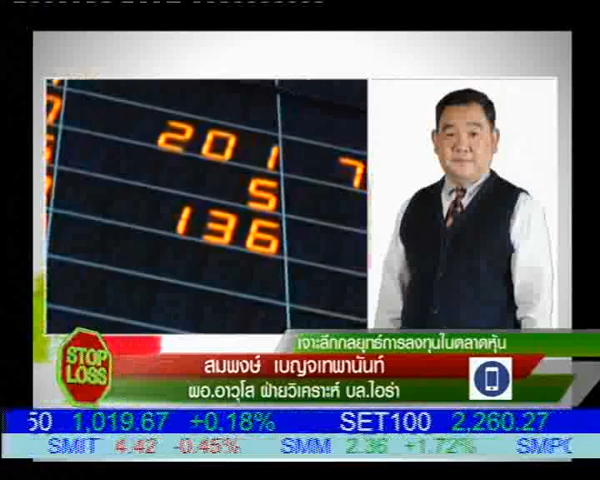 201 7
5
136
เจาะลึกกลยุทธ์การลงทุนในตลาดหุ้น
STOP LOSS
สมพงษ์ เบญจเทพานันท์
ผอ.อาวุโส ฝ่ายวิเคราะห์ บล.ไอร่า
50 1,019.67 +0.18% SET100 2,260.27
SMIT 4.42 -0.45% SMM 2.36 +1.72% SMPC